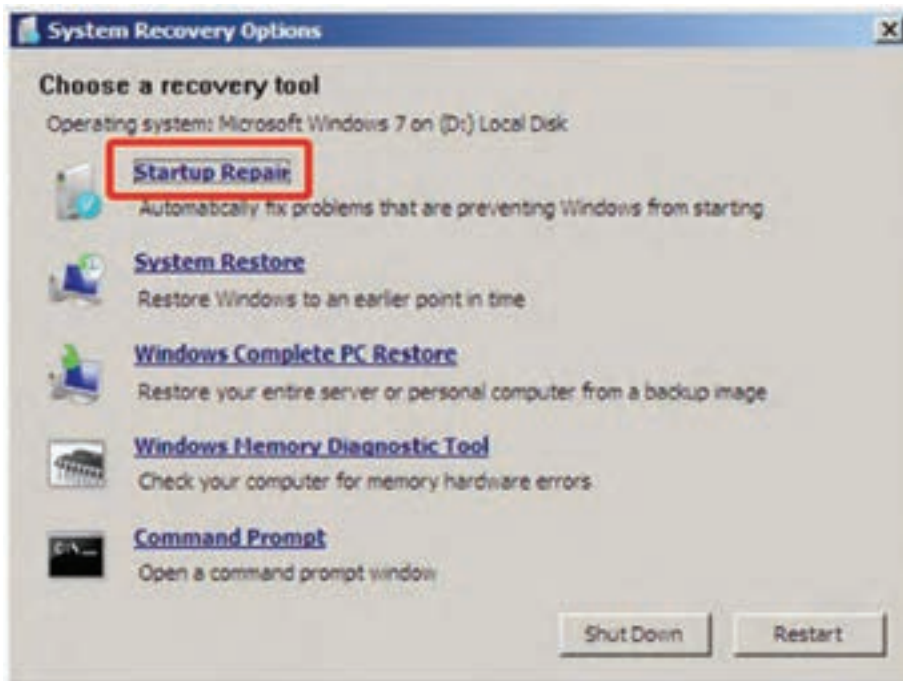 System Recovery Options
Choose a recovery tool
Operating system: Microsoft Windows 7 on (D:) Local Disk
Startup Repair
Automatically fix problems that are preventing Windows from starting
System Restore
Restore Windows to an earlier point in time
Windows Complete PC Restore
Restore your entire server or personal computer from a backup image
Windows Memory Diagnostic Tool
Check your computer for memory hardware errors
Command Prompt
Open a command prompt window
Shut Down
Restart